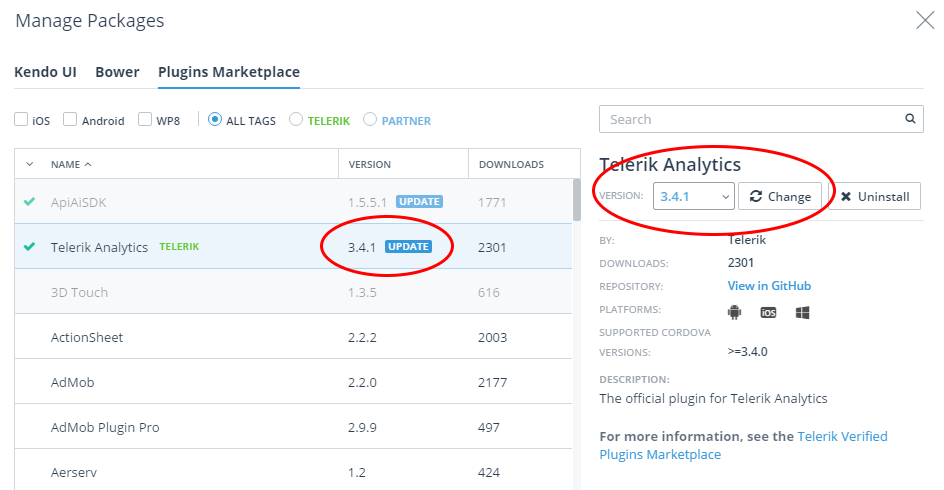 Manage Packages
Kendo UI Bower Plugins Marketplace
iOS Android WP8 ALL TAGS TELERIK PARTNER
NAME VERSION DOWNLOADS
ApiAiSDK 1.5.5.1 UPDATE 1771
Telerik Analytics TELERIK 3.4.1 UPDATE 2301
3D Touch 1.3.5 616
ActionSheet 2.2.2 2003
AdMob 2.2.0 2177
AdMob Plugin Pro 2.9.9 497
Aerserv 1.2 424
Search
Telerik Analytics
VERSION: 3.4.1 Change Uninstall
BY: Telerik
DOWNLOADS: 2301
REPOSITORY: View in GitHub
PLATFORMS: iOS
SUPPORTED CORDOVA
VERSIONS: >=3.4.0
DESCRIPTION:
The official plugin for Telerik Analytics
For more information, see the Telerik Verified
Plugins Marketplace